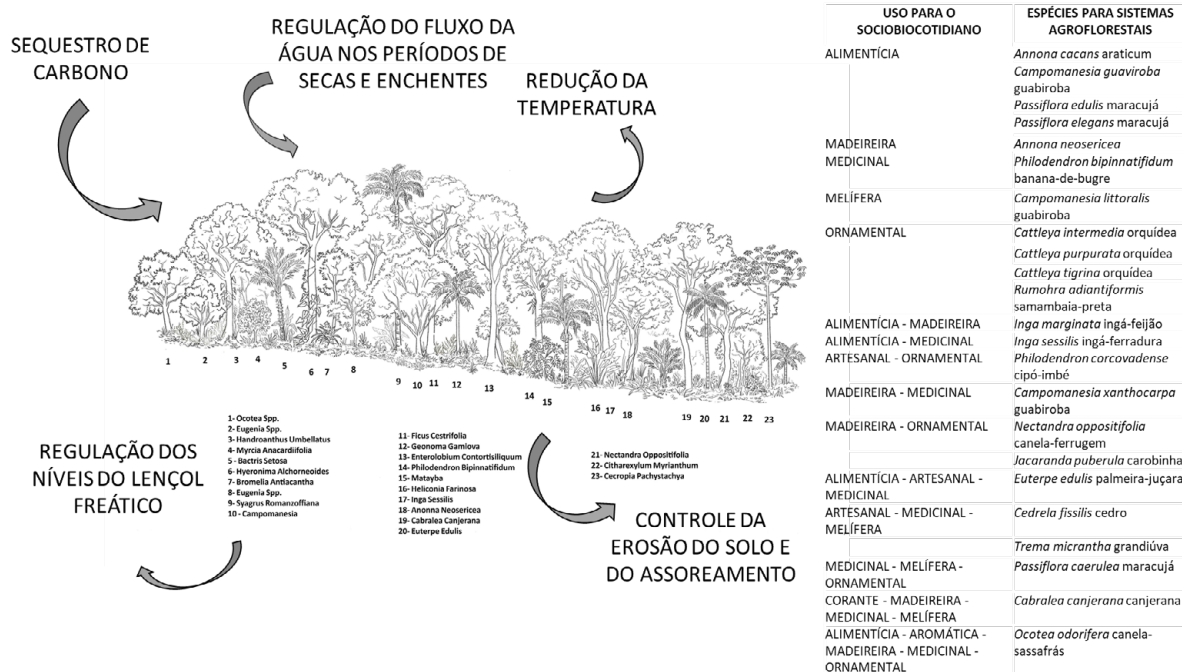 SEQUESTRO DE
CARBONO
REGULAÇÃO DO FLUXO DA
ÁGUA NOS PERÍODOS DE
SECAS E ENCHENTES
REDUÇÃO DA
TEMPERATURA
1 2 3 4 5 6 7 8 9 10 11 12 13 14 15 16 17 18 19 20 21 22 23
REGULAÇÃO DOS
NÍVEIS DO LENÇOL
FREÁTICO
1- Ocotea Spp.
2- Eugenia Spp.
3- Handroanthus Umbellatus
4- Myrcia Anacardiifolia
5 - Bactris Setosa
6- Hyeronima Alchorneoides
7- Bromelia Antiacantha
8- Eugenia Spp.
9- Syagrus Romanzoffiana
10 - Campomanesia
11- Ficus Cestrifolia
12- Geonoma Gamiova
13- Enterolobium Contortisiliquum
14- Philodendron Bipinnatifidum
15- Matayba
16- Heliconia Farinosa
17- Inga Sessilis
18- Anonna Neosericea
19- Cabralea Canjerana
20- Euterpe Edulis
21- Nectandra Oppositifolia
22- Citharexylum Myrianthum
23- Cecropia Pachystachya
CONTROLE DA
EROSÃO DO SOLO E
DO ASSOREAMENTO
USO PARA O ESPÉCIES PARA SISTEMAS
SOCIOBIOCOTIDIANO AGROFLORESTAIS
ALIMENTÍCIA Annona cacans araticum
Campomanesia guaviroba
guabiroba
Passiflora edulis maracujá
Passiflora elegans maracujá
MADEIREIRA Annona neosericea
MEDICINAL Philodendron bipinnatifidum
banana-de-bugre
MELÍFERA Campomanesia littoralis
guabiroba
ORNAMENTAL Cattleya intermedia orquídea
Cattleya purpurata orquídea
Cattleya tigrina orquídea
Rumohra adiantiformis
samambaia-preta
ALIMENTÍCIA - MADEIREIRA Inga marginata ingá-feijão
ALIMENTÍCIA - MEDICINAL Inga sessilis ingá-ferradura
ARTESANAL - ORNAMENTAL Philodendron corcovadense
cipó-imbé
MADEIREIRA - MEDICINAL Campomanesia xanthocarpa
guabiroba
MADEIREIRA - ORNAMENTAL Nectandra oppositifolia
canela-ferrugem
Jacaranda puberula carobinha
ALIMENTÍCIA - ARTESANAL - Euterpe edulis palmeira-juçara
MEDICINAL
ARTESANAL - MEDICINAL - Cedrela fissilis cedro
MELÍFERA
Trema micrantha grandiúva
MEDICINAL - MELÍFERA - Passiflora caerulea maracujá
ORNAMENTAL
CORANTE - MADEIREIRA - Cabralea canjerana canjerana
MEDICINAL - MELÍFERA
ALIMENTÍCIA - AROMÁTICA - Ocotea odorifera canela-
MADEIREIRA - MEDICINAL - sassafrás
ORNAMENTAL